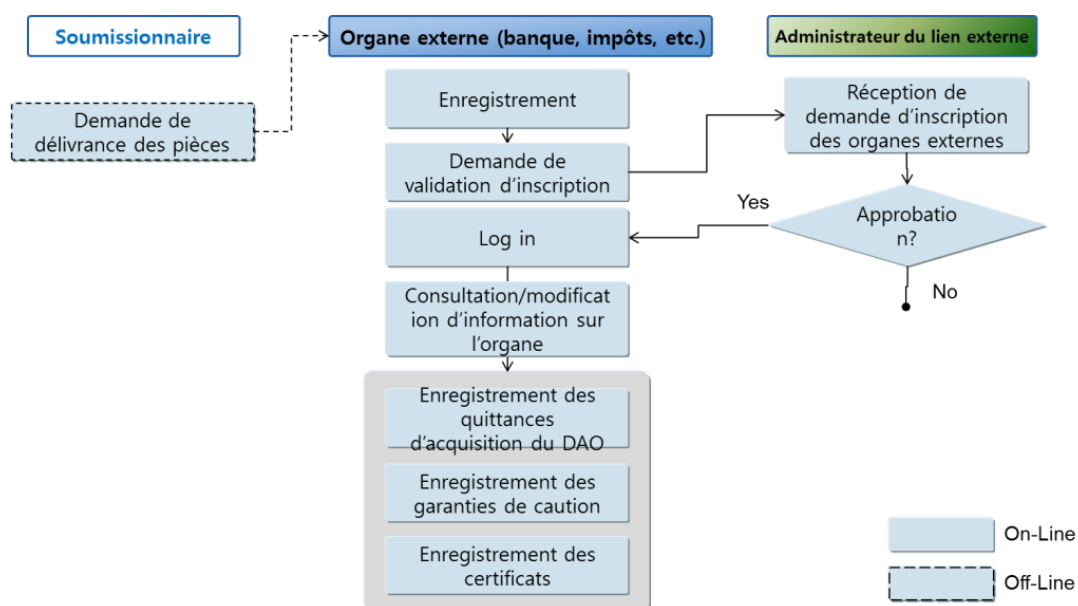 Soumissionnaire
Organe externe (banque, impôts, etc.)
Administrateur du lien externe
Demande de
délivrance des pièces
Enregistrement
Demande de
validation d'inscription
Réception de
demande d'inscription
des organes externes
Yes
Approbatio
n?
No
Log in
Consultation/modificat
ion d'information sur
l'organe
Enregistrement des
quittances
d'acquisition du DAO
Enregistrement des
garanties de caution
Enregistrement des
certificats
On-Line
Off-Line